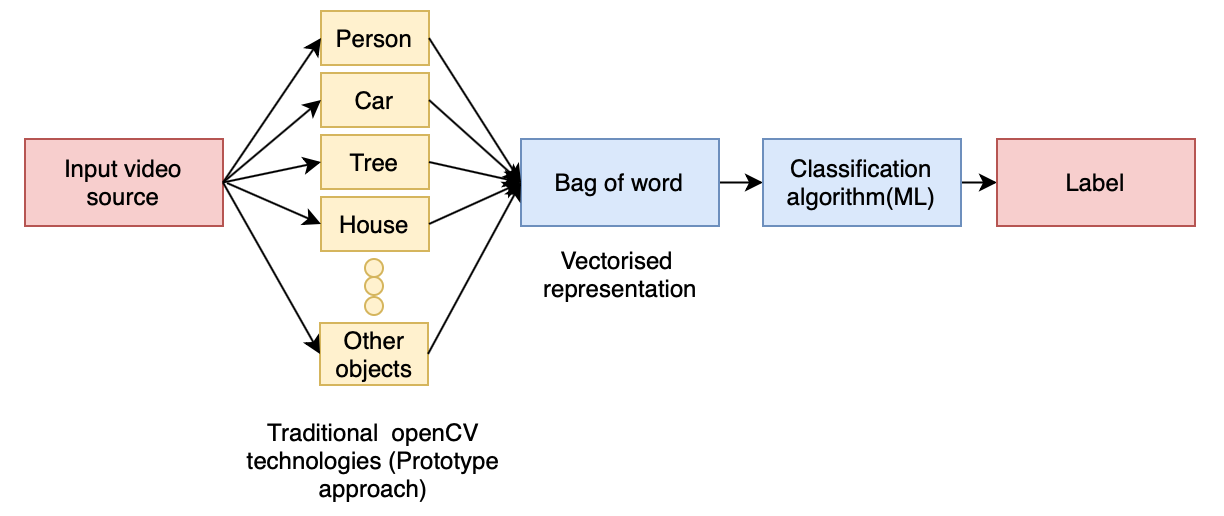 Person
Car
Tree
House
Other
objects
Input video
source
Bag of word
Classification
algorithm(ML)
Label
Vectorised
representation
Traditional  openCV
technologies (Prototype
approach)